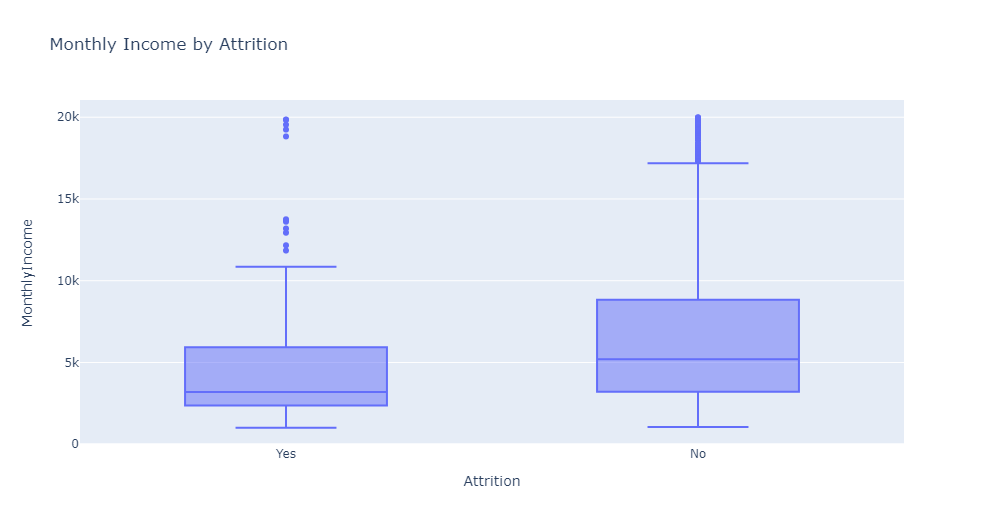 Monthly Income by Attrition
20k
15k
10k
5k
0
MonthlyIncome
Yes
No
Attrition